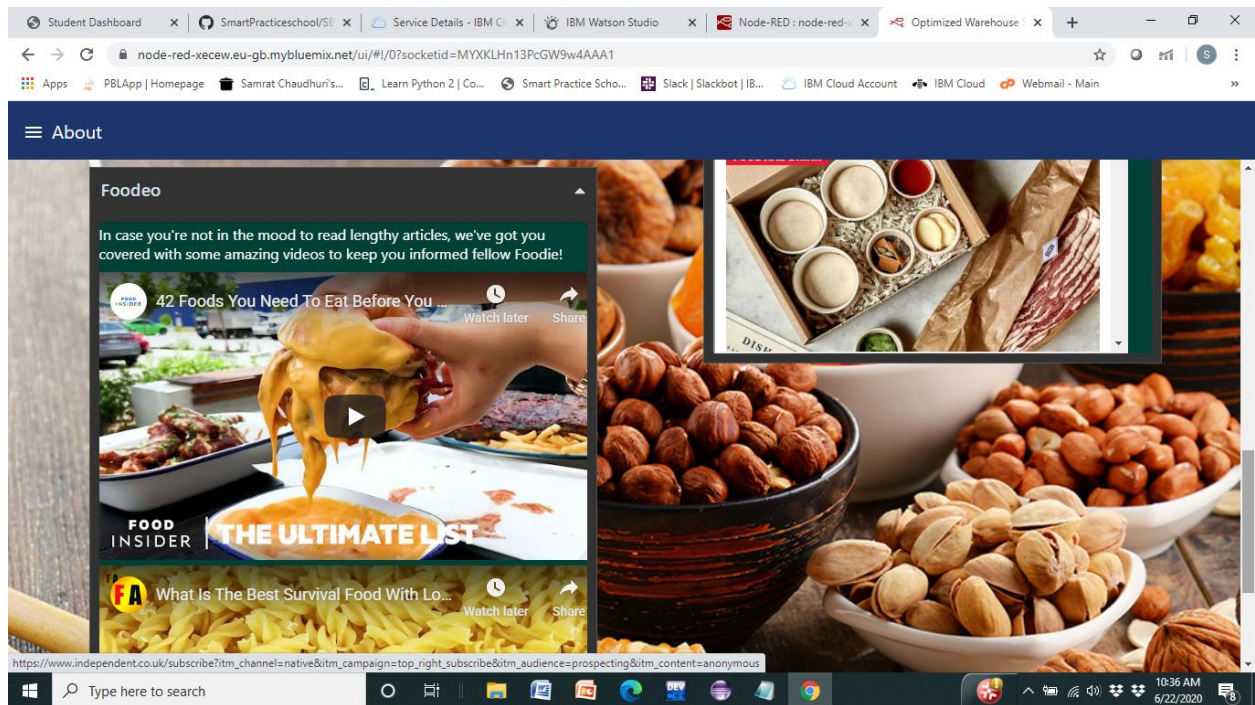 Student Dashboard
SmartPracticeschool/SB
Service Details - IBM Cl
IBM Watson Studio
Node-RED : node-red-x
Optimized Warehouse S
node-red-xecew.eu-gb.mybluemix.net/ui/#!/0?socketid=MYXKLHn13PcGW9w4AAA1
S
Apps
PBLApp | Homepage
Samrat Chaudhuri's...
Learn Python 2 | Co...
Smart Practice Scho...
Slack | Slackbot | IB...
IBM Cloud Account
IBM Cloud
Webmail - Main
About
Foodeo
In case you're not in the mood to read lengthy articles, we've got you
covered with some amazing videos to keep you informed fellow Foodie!
FOOD
INSIDER
42 Foods You Need To Eat Before You ...
Watch later
Share
FOOD
INSIDER
THE ULTIMATE LIST
FA
What Is The Best Survival Food With Lo...
Watch later
Share
https://www.independent.co.uk/subscribe?itm_channel=native&itm_campaign=top_right_subscribe&itm_audience=prospecting&itm_content=anonymous
Type here to search
DEV
10:36 AM
6/22/2020
8